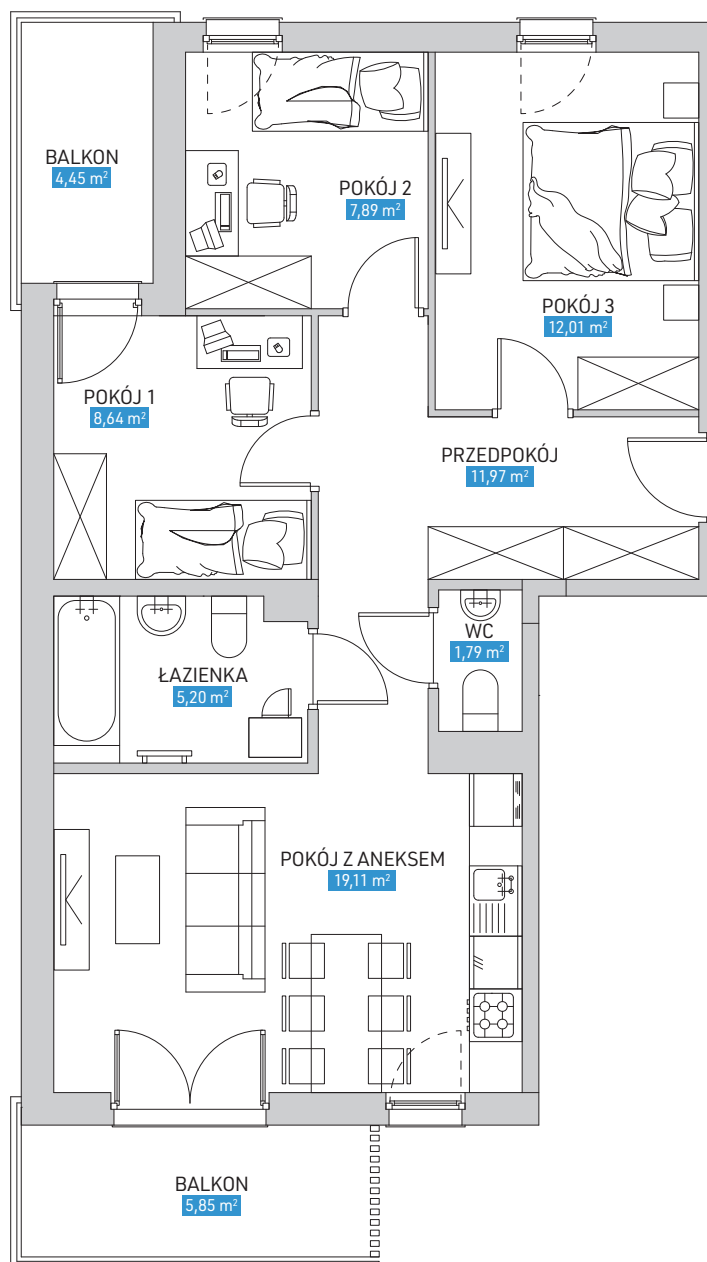 BALKON
4,45 m²
POKÓJ 2
7,89 m²
POKÓJ 3
12,01 m²
POKÓJ 1
8,64 m²
PRZEDPOKÓJ
11,97 m²
WC
1,79 m²
ŁAZIENKA
5,20 m²
POKÓJ Z ANEKSEM
19,11 m²
BALKON
5,85 m²